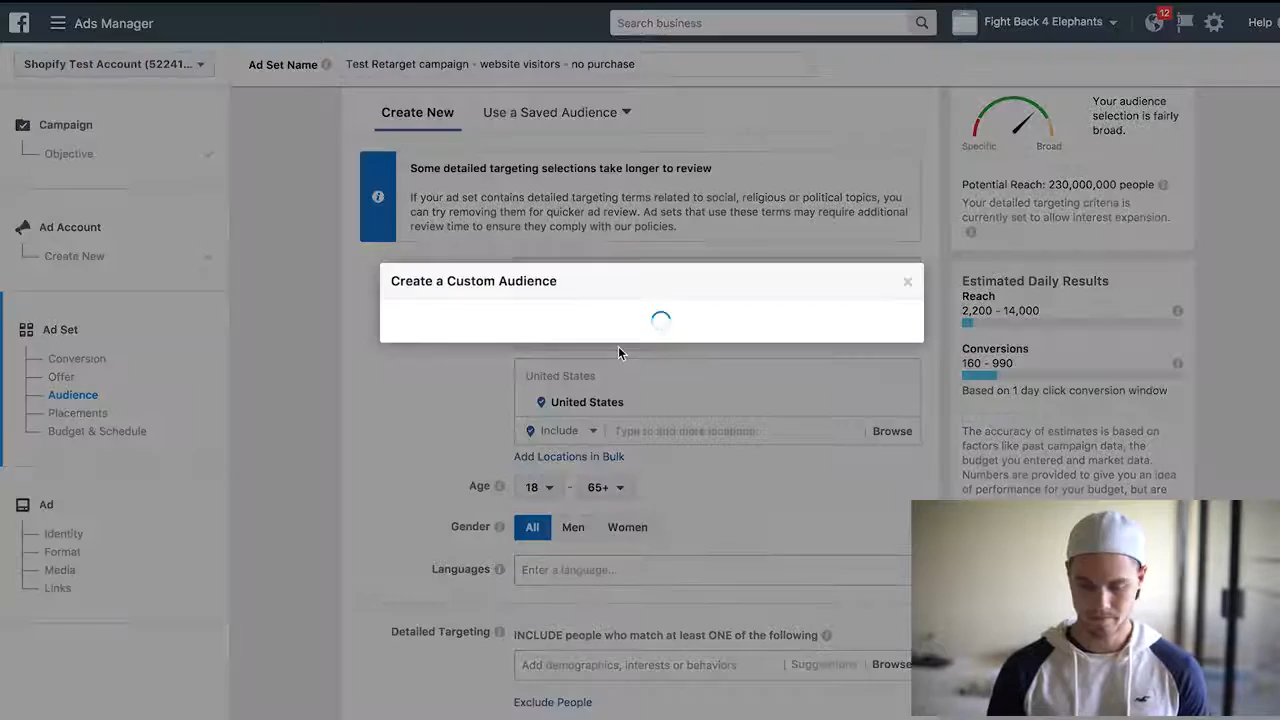 Ads Manager
Search business
Fight Back 4 Elephants
12
Help
Shopify Test Account (52241...
Ad Set Name
Test Retarget campaign - website visitors - no purchase
Campaign
Objective
Ad Account
Create New
Ad Set
Conversion
Offer
Audience
Placements
Budget & Schedule
Ad
Identity
Format
Media
Links
Create New
Use a Saved Audience
Some detailed targeting selections take longer to review
If your ad set contains detailed targeting terms related to social, religious or political topics, you
can try removing them for quicker ad review. Ad sets that use these terms may require additional
review time to ensure they comply with our policies.
Create a Custom Audience
United States
United States
Include
Type to add more locations
Browse
Add Locations in Bulk
Age
18
-
65+
Gender
All
Men
Women
Languages
Enter a language...
Detailed Targeting
INCLUDE people who match at least ONE of the following
Add demographics, interests or behaviors
Suggestions
Browse
Exclude People
Your audience
selection is fairly
broad.
Specific
Broad
Potential Reach: 230,000,000 people
Your detailed targeting criteria is
currently set to allow interest expansion.
Estimated Daily Results
Reach
2,200 - 14,000
Conversions
160 - 990
Based on 1 day click conversion window
The accuracy of estimates is based on
factors like past campaign data, the
budget you entered and market data.
Numbers are provided to give you an idea
of performance for your budget, but are